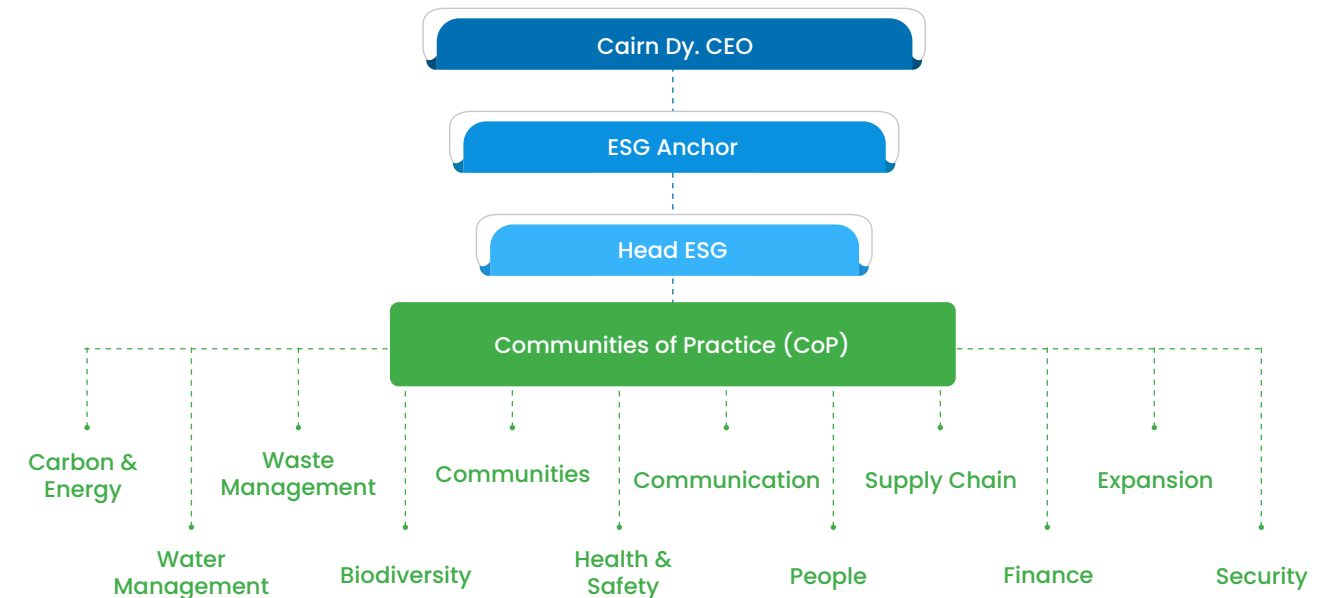 Cairn Dy. CEO
ESG Anchor
Head ESG
Communities of Practice (CoP)
Carbon &
Energy
Waste
Management
Communities
Communication
Supply Chain
Expansion
Water
Management
Biodiversity
Health &
Safety
People
Finance
Security